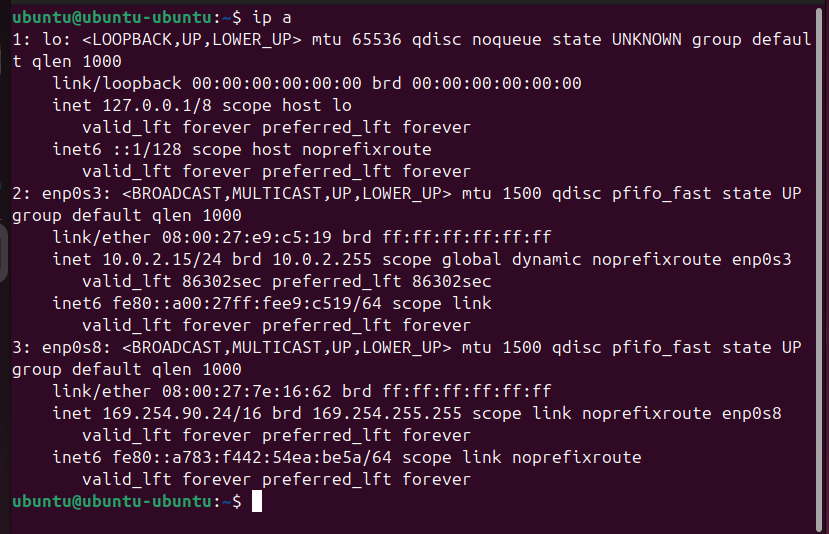 ubuntu@ubuntu-ubuntu:~$ ip a
1: lo: <LOOPBACK,UP,LOWER_UP> mtu 65536 qdisc noqueue state UNKNOWN group defaul
t qlen 1000
    link/loopback 00:00:00:00:00:00 brd 00:00:00:00:00:00
    inet 127.0.0.1/8 scope host lo
       valid_lft forever preferred_lft forever
    inet6 ::1/128 scope host noprefixroute
       valid_lft forever preferred_lft forever
2: enp0s3: <BROADCAST,MULTICAST,UP,LOWER_UP> mtu 1500 qdisc pfifo_fast state UP
group default qlen 1000
    link/ether 08:00:27:e9:c5:19 brd ff:ff:ff:ff:ff:ff
    inet 10.0.2.15/24 brd 10.0.2.255 scope global dynamic noprefixroute enp0s3
       valid_lft 86302sec preferred_lft 86302sec
    inet6 fe80::a00:27ff:fee9:c519/64 scope link
       valid_lft forever preferred_lft forever
3: enp0s8: <BROADCAST,MULTICAST,UP,LOWER_UP> mtu 1500 qdisc pfifo_fast state UP
group default qlen 1000
    link/ether 08:00:27:7e:16:62 brd ff:ff:ff:ff:ff:ff
    inet 169.254.90.24/16 brd 169.254.255.255 scope link noprefixroute enp0s8
       valid_lft forever preferred_lft forever
    inet6 fe80::a783:f442:54ea:be5a/64 scope link noprefixroute
       valid_lft forever preferred_lft forever
ubuntu@ubuntu-ubuntu:~$